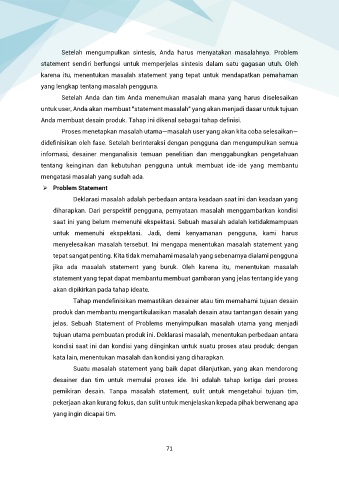 Setelah mengumpulkan sintesis, Anda harus menyatakan masalahnya. Problem
statement sendiri berfungsi untuk memperjelas sintesis dalam satu gagasan utuh. Oleh
karena itu, menentukan masalah statement yang tepat untuk mendapatkan pemahaman
yang lengkap tentang masalah pengguna.
Setelah Anda dan tim Anda menemukan masalah mana yang harus diselesaikan
untuk user, Anda akan membuat "statement masalah" yang akan menjadi dasar untuk tujuan
Anda membuat desain produk. Tahap ini dikenal sebagai tahap definisi.
Proses menetapkan masalah utama—masalah user yang akan kita coba selesaikan—
didefinisikan oleh fase. Setelah berinteraksi dengan pengguna dan mengumpulkan semua
informasi, desainer menganalisis temuan penelitian dan menggabungkan pengetahuan
tentang keinginan dan kebutuhan pengguna untuk membuat ide-ide yang membantu
mengatasi masalah yang sudah ada.
➢ Problem Statement
Deklarasi masalah adalah perbedaan antara keadaan saat ini dan keadaan yang
diharapkan. Dari perspektif pengguna, pernyataan masalah menggambarkan kondisi
saat ini yang belum memenuhi ekspektasi. Sebuah masalah adalah ketidakmampuan
untuk memenuhi ekspektasi. Jadi, demi kenyamanan pengguna, kami harus
menyelesaikan masalah tersebut. Ini mengapa menentukan masalah statement yang
tepat sangat penting. Kita tidak memahami masalah yang sebenarnya dialami pengguna
jika ada masalah statement yang buruk. Oleh karena itu, menentukan masalah
statement yang tepat dapat membantu membuat gambaran yang jelas tentang ide yang
akan dipikirkan pada tahap ideate.
Tahap mendefinisikan memastikan desainer atau tim memahami tujuan desain
produk dan membantu mengartikulasikan masalah desain atau tantangan desain yang
jelas. Sebuah Statement of Problems menyimpulkan masalah utama yang menjadi
tujuan utama pembuatan produk ini. Deklarasi masalah, menentukan perbedaan antara
kondisi saat ini dan kondisi yang diinginkan untuk suatu proses atau produk; dengan
kata lain, menentukan masalah dan kondisi yang diharapkan.
Suatu masalah statement yang baik dapat dilanjutkan, yang akan mendorong
desainer dan tim untuk memulai proses ide. Ini adalah tahap ketiga dari proses
pemikiran desain. Tanpa masalah statement, sulit untuk mengetahui tujuan tim,
pekerjaan akan kurang fokus, dan sulit untuk menjelaskan kepada pihak berwenang apa
yang ingin dicapai tim.
71